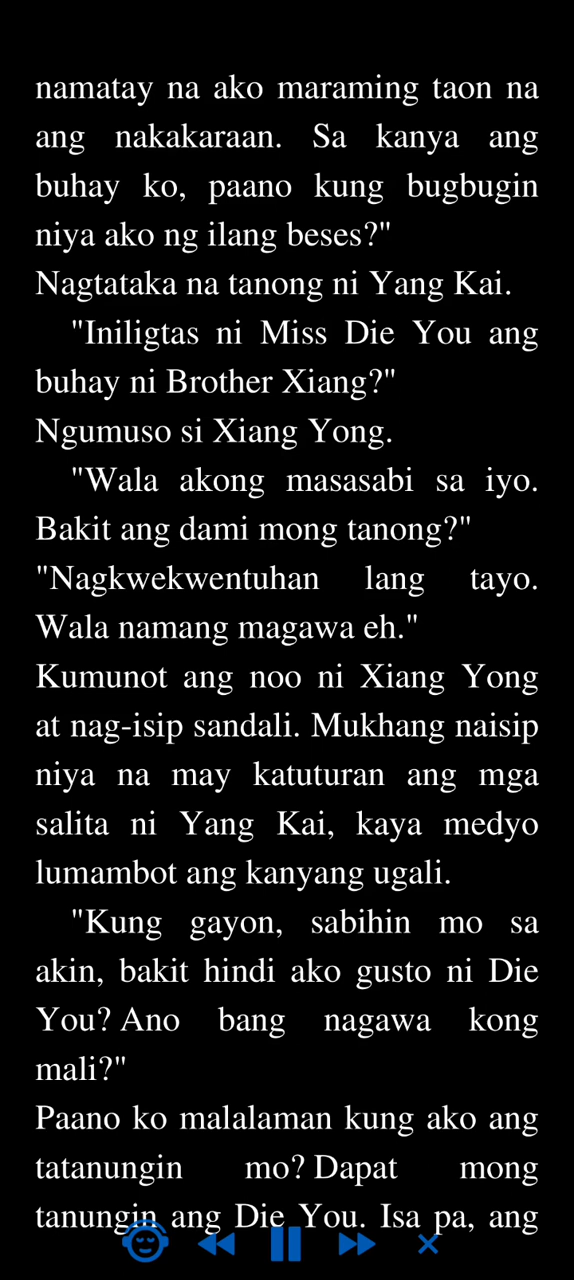 namatay na ako maraming taon na
ang nakakaraan. Sa kanya ang
buhay ko, paano kung bugbugin
niya ako ng ilang beses?"
Nagtataka na tanong ni Yang Kai.
"Iniligtas ni Miss Die You ang
buhay ni Brother Xiang?"
Ngumuso si Xiang Yong.
"Wala akong masasabi sa iyo.
Bakit ang dami mong tanong?"
"Nagkwekwentuhan lang tayo.
Wala namang magawa eh."
Kumunot ang noo ni Xiang Yong
at nag-isip sandali. Mukhang naisip
niya na may katuturan ang mga
salita ni Yang Kai, kaya medyo
lumambot ang kanyang ugali.
"Kung gayon, sabihin mo sa
akin, bakit hindi ako gusto ni Die
You? Ano bang nagawa kong
mali?"
Paano ko malalaman kung ako ang
tatanungin mo? Dapat mong
tanungin ang Die You. Isa pa, ang